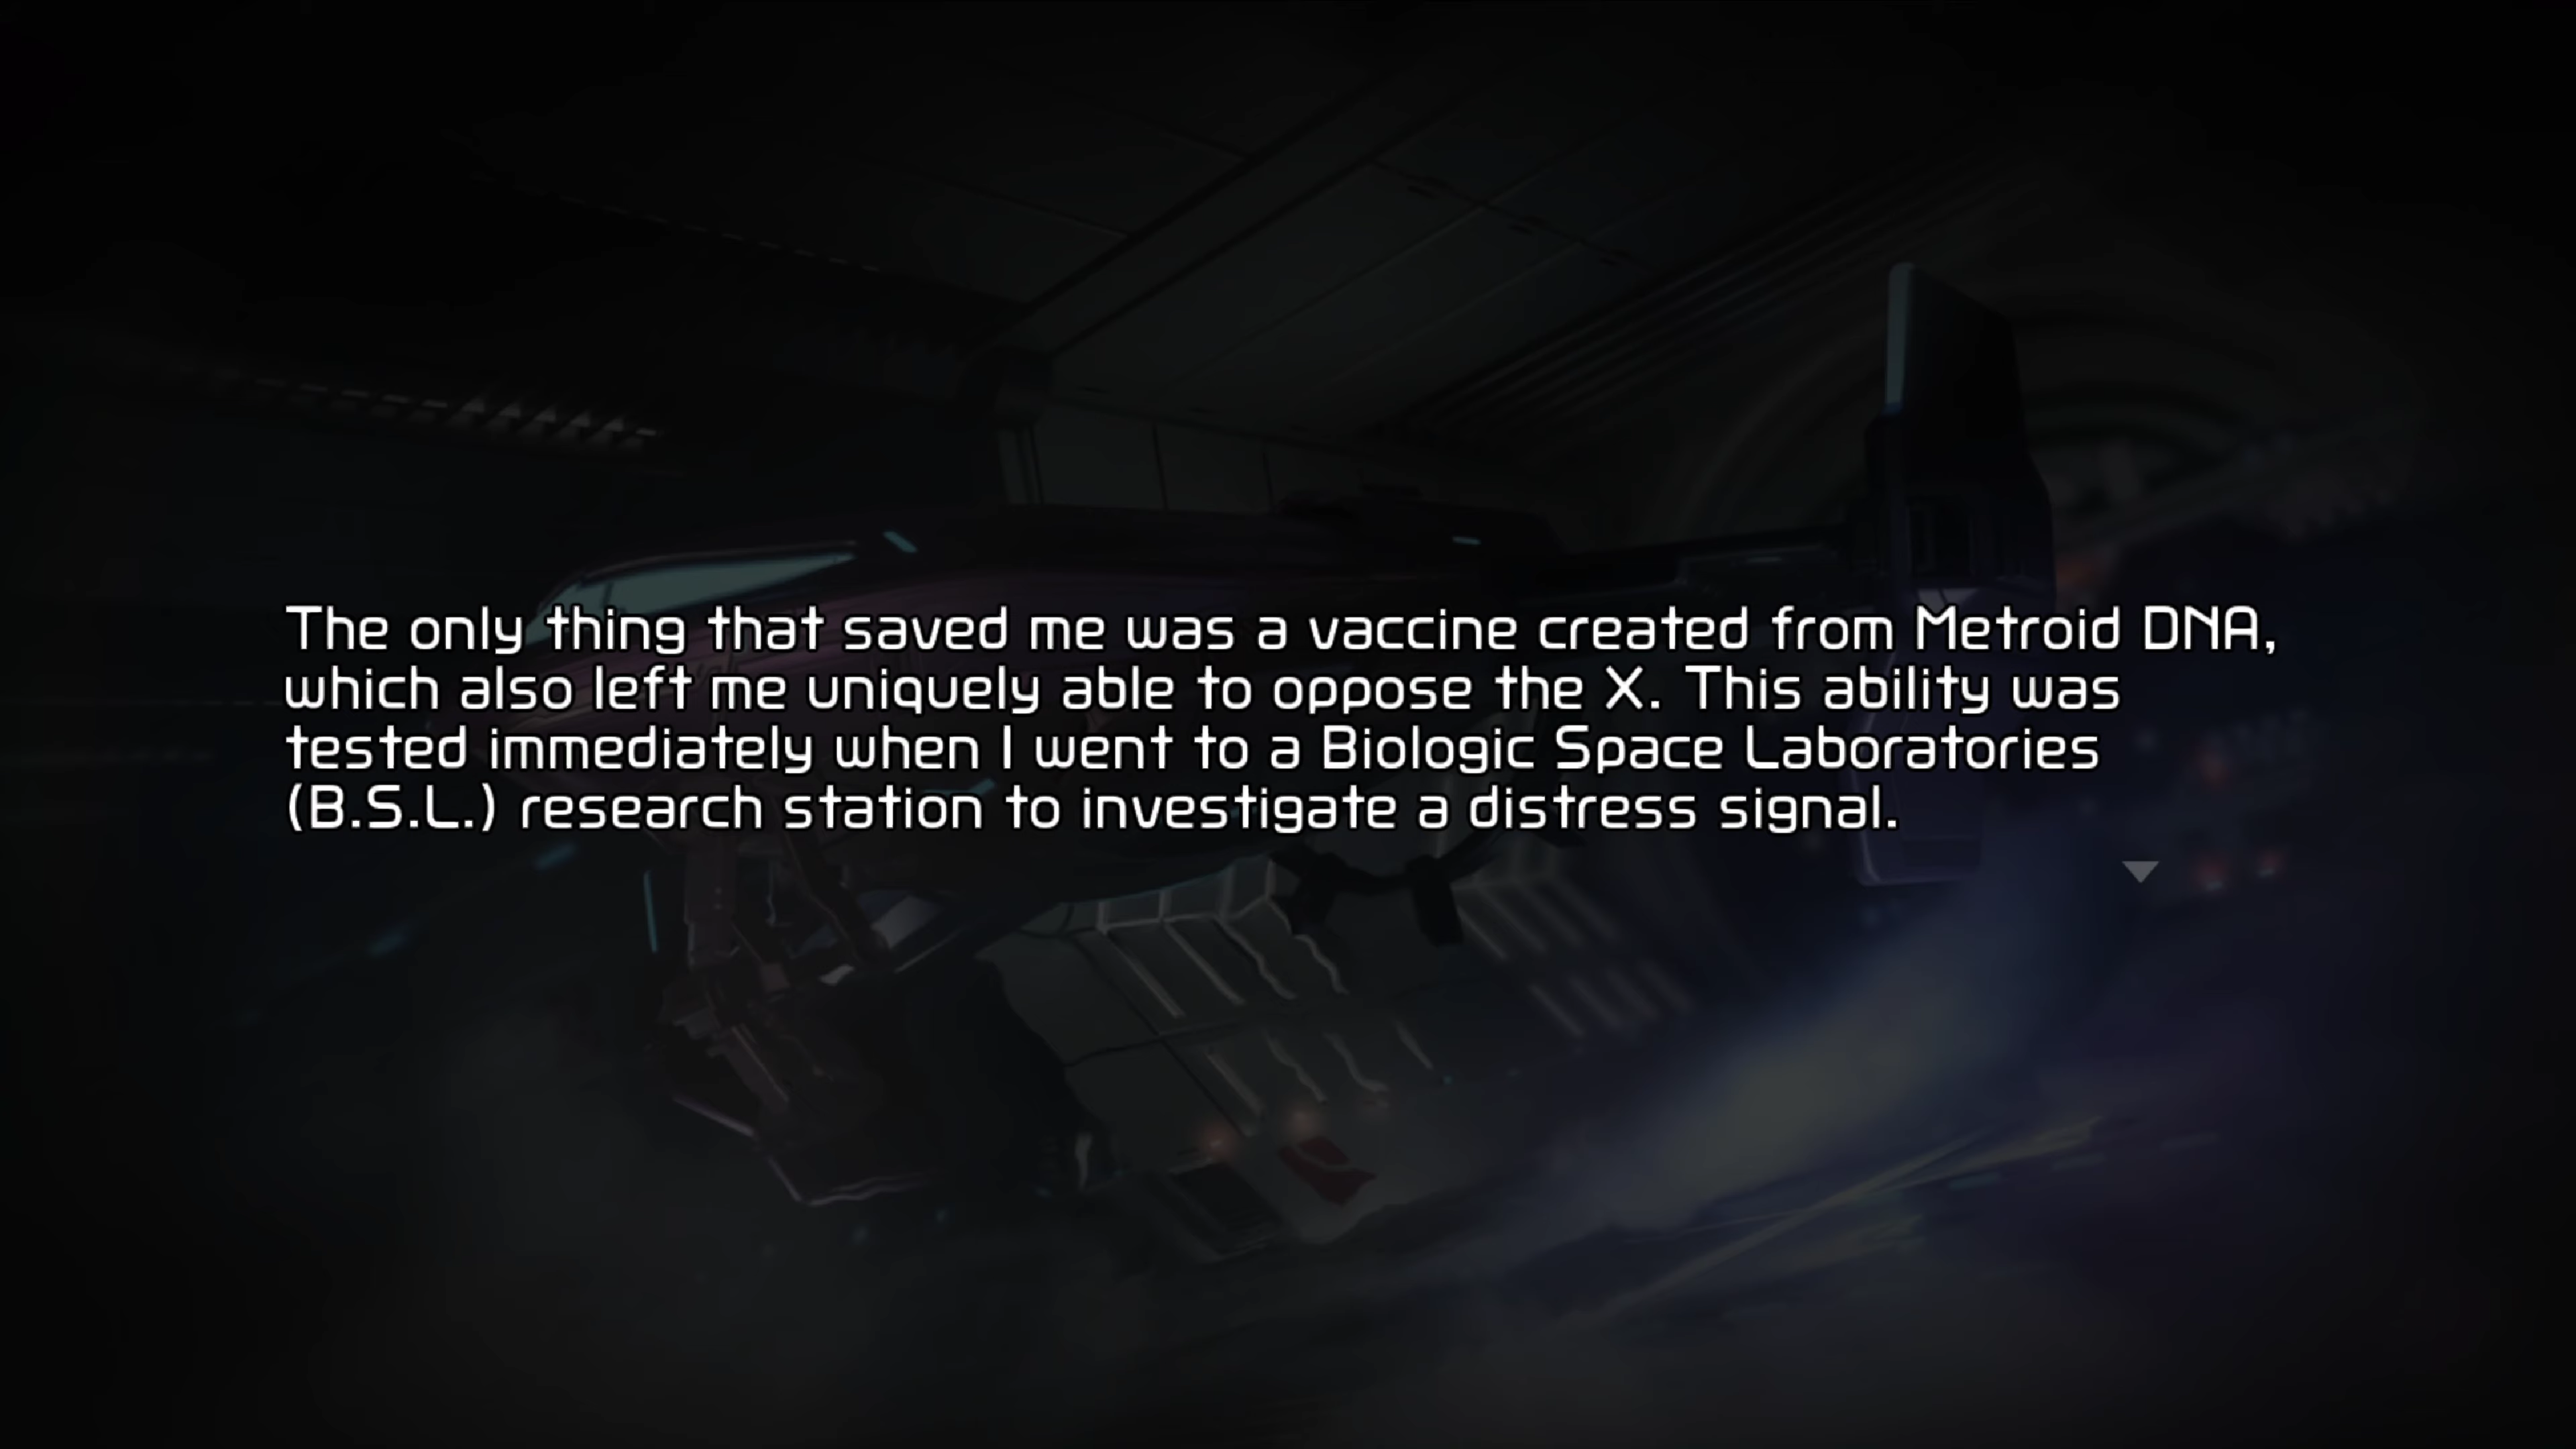 The only thing that saved me was a vaccine created from Metroid DNA,
which also left me uniquely able to oppose the X. This ability was
tested immediately when I went to a Biologic Space Laboratories
(B.S.L.) research station to investigate a distress signal.